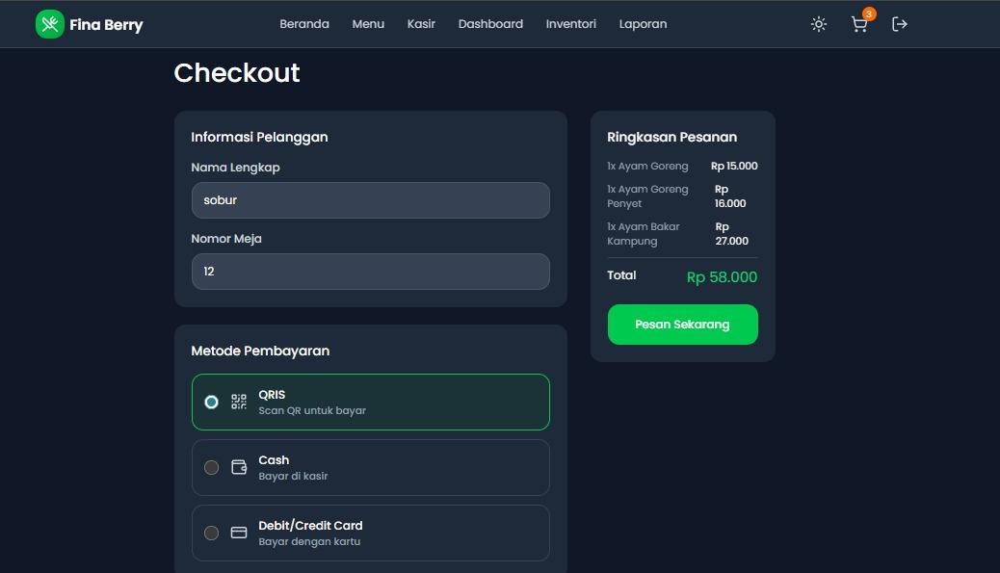 Fina Berry
Beranda Menu Kasir Dashboard Inventori Laporan
3
Checkout
Informasi Pelanggan
Nama Lengkap
sobur
Nomor Meja
12
Metode Pembayaran
QRIS
Scan QR untuk bayar
Cash
Bayar di kasir
Debit/Credit Card
Bayar dengan kartu
Ringkasan Pesanan
1x Ayam Goreng Rp 15.000
1x Ayam Goreng Rp
Penyet 16.000
1x Ayam Bakar Rp
Kampung 27.000
Total Rp 58.000
Pesan Sekarang